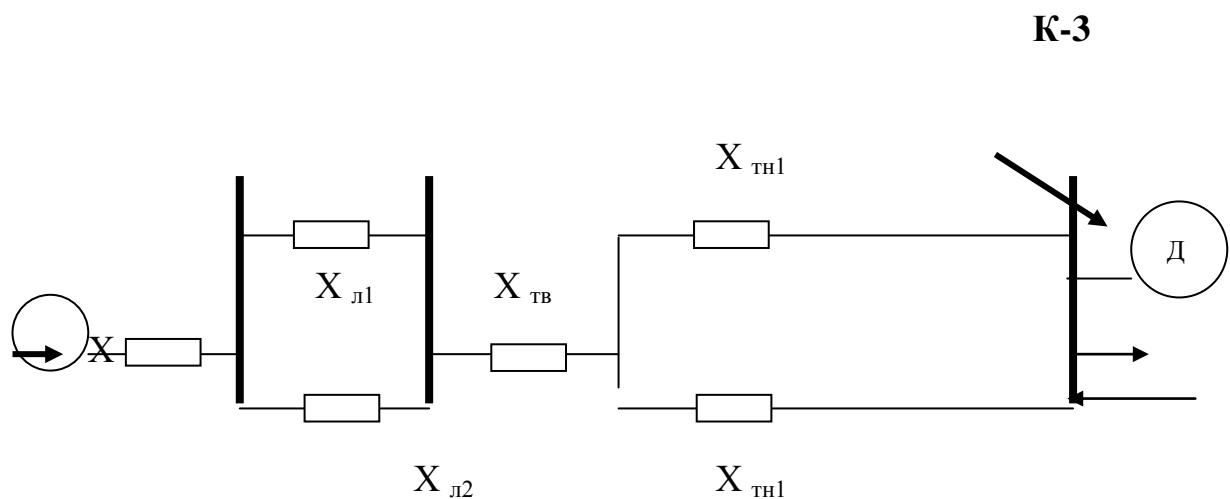 К-3
X тн1
Д
X л1
X тв
X
X л2
X тн1